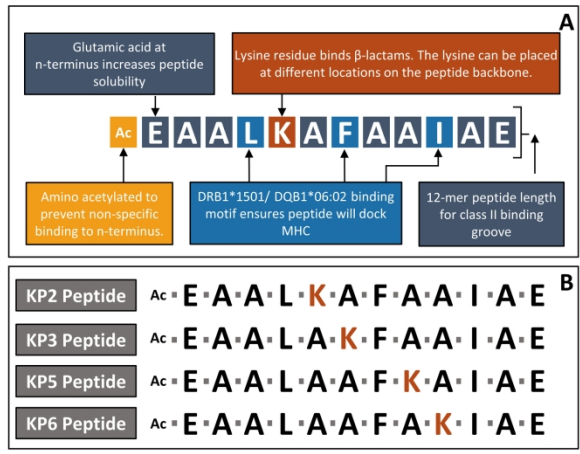 A
Glutamic acid at
n-terminus increases peptide
solubility
Lysine residue binds β-lactams. The lysine can be placed
at different locations on the peptide backbone.
Ac E A A L K A F A A I A E
Amino acetylated to
prevent non-specific
binding to n-terminus.
DRB1*1501/ DQB1*06:02 binding
motif ensures peptide will dock
MHC
12-mer peptide length
for class II binding
groove
B
KP2 Peptide Ac·E·A·A·L·K·A·F·A·A·I·A·E
KP3 Peptide Ac·E·A·A·L·A·K·F·A·A·I·A·E
KP5 Peptide Ac·E·A·A·L·A·A·F·K·A·I·A·E
KP6 Peptide Ac·E·A·A·L·A·A·F·A·K·I·A·E